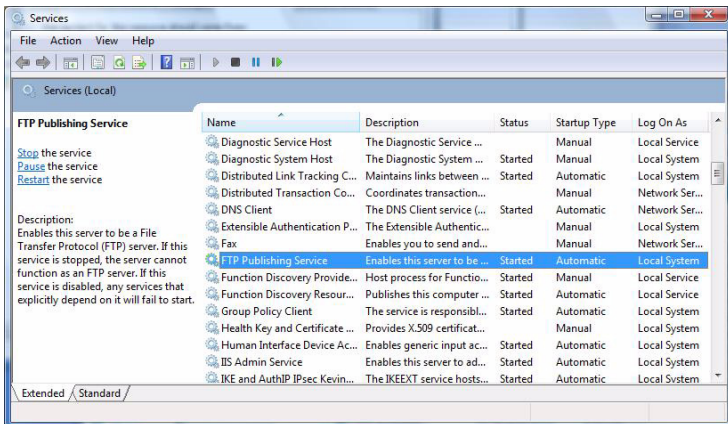 Services
File Action View Help
Services (Local)
FTP Publishing Service
Stop the service
Pause the service
Restart the service
Description:
Enables this server to be a File
Transfer Protocol (FTP) server. If this
service is stopped, the server cannot
function as an FTP server. If this
service is disabled, any services that
explicitly depend on it will fail to start.
Name Description Status Startup Type Log On As
Diagnostic Service Host The Diagnostic Service ... Manual Local Service
Diagnostic System Host The Diagnostic System ... Started Manual Local System
Distributed Link Tracking C... Maintains links between ... Started Automatic Local System
Distributed Transaction Co... Coordinates transaction... Manual Network Ser...
DNS Client The DNS Client service (... Started Automatic Network Ser...
Extensible Authentication P... The Extensible Authentic... Manual Local System
Fax Enables you to send and... Manual Network Ser...
FTP Publishing Service Enables this server to be ... Started Automatic Local System
Function Discovery Provide... Host process for Functio... Started Manual Local Service
Function Discovery Resour... Publishes this computer ... Started Automatic Local Service
Group Policy Client The service is responsibl... Started Automatic Local System
Health Key and Certificate ... Provides X.509 certificat... Manual Local System
Human Interface Device Ac... Enables generic input ac... Started Automatic Local System
IIS Admin Service Enables this server to ad... Started Automatic Local System
IKE and AuthIP IPsec Keyin... The IKEEXT service hosts... Started Automatic Local System
Extended Standard